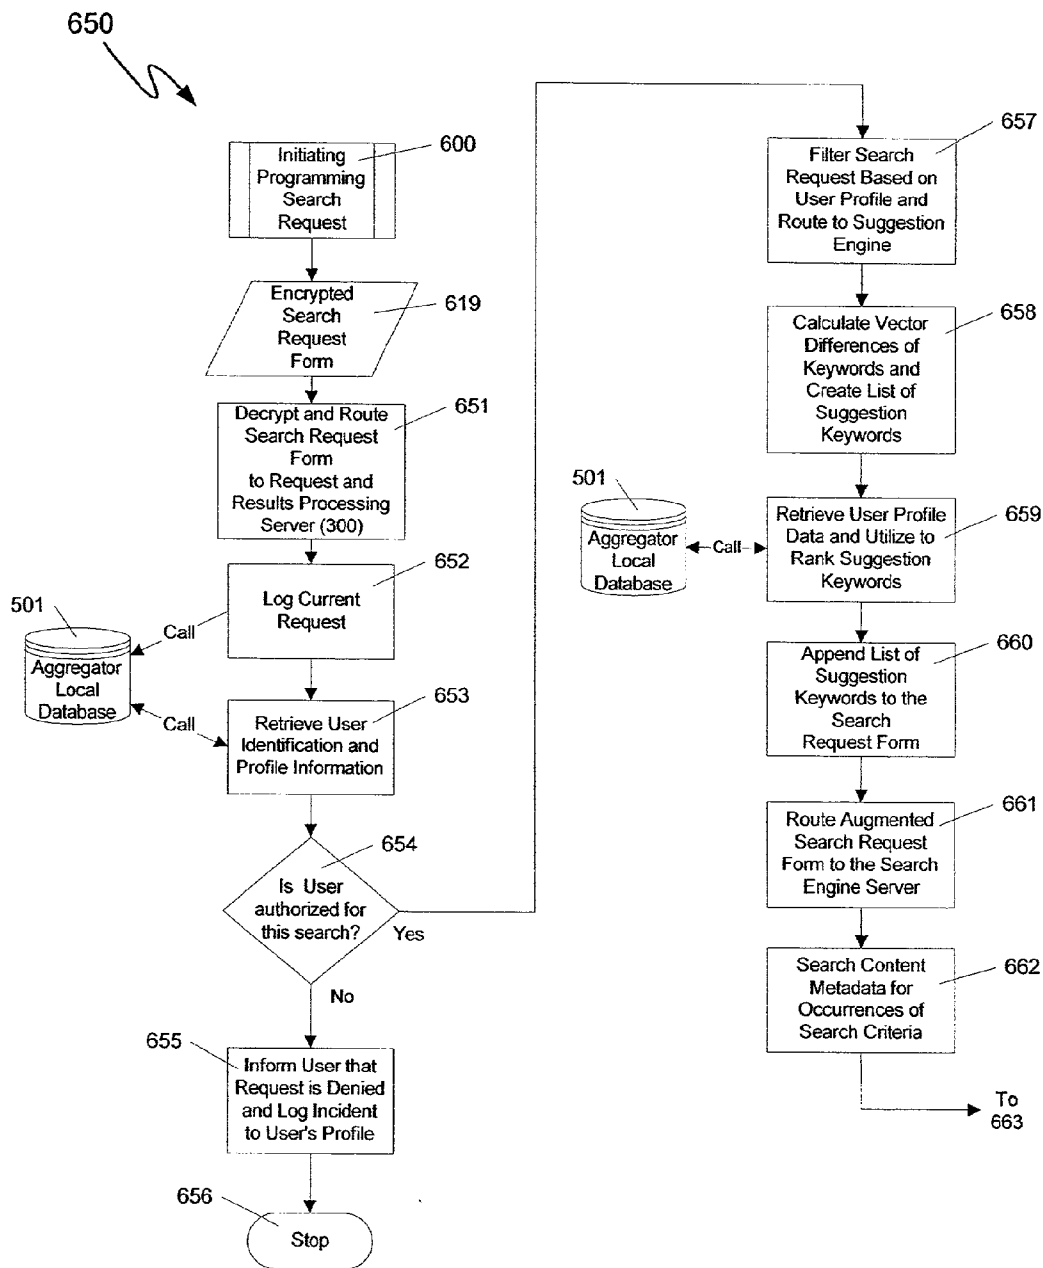 650
600
Initiating
Programming
Search
Request
Encrypted
Search
Request
Form
619
651
Decrypt and Route
Search Request
Form
to Request and
Results Processing
Server (300)
652
Log Current
Request
501
Call
Aggregator
Local
Database
Call
653
Retrieve User
Identification and
Profile Information
654
Is User
authorized for
this search?
Yes
No
655
Inform User that
Request is Denied
and Log Incident
to User's Profile
656
Stop
657
Filter Search
Request Based on
User Profile and
Route to Suggestion
Engine
658
Calculate Vector
Differences of
Keywords and
Create List of
Suggestion
Keywords
501
Aggregator
Local
Database
Call
659
Retrieve User Profile
Data and Utilize to
Rank Suggestion
Keywords
660
Append List of
Suggestion
Keywords to the
Search
Request Form
661
Route Augmented
Search Request
Form to the Search
Engine Server
662
Search Content
Metadata for
Occurrences of
Search Criteria
To
663